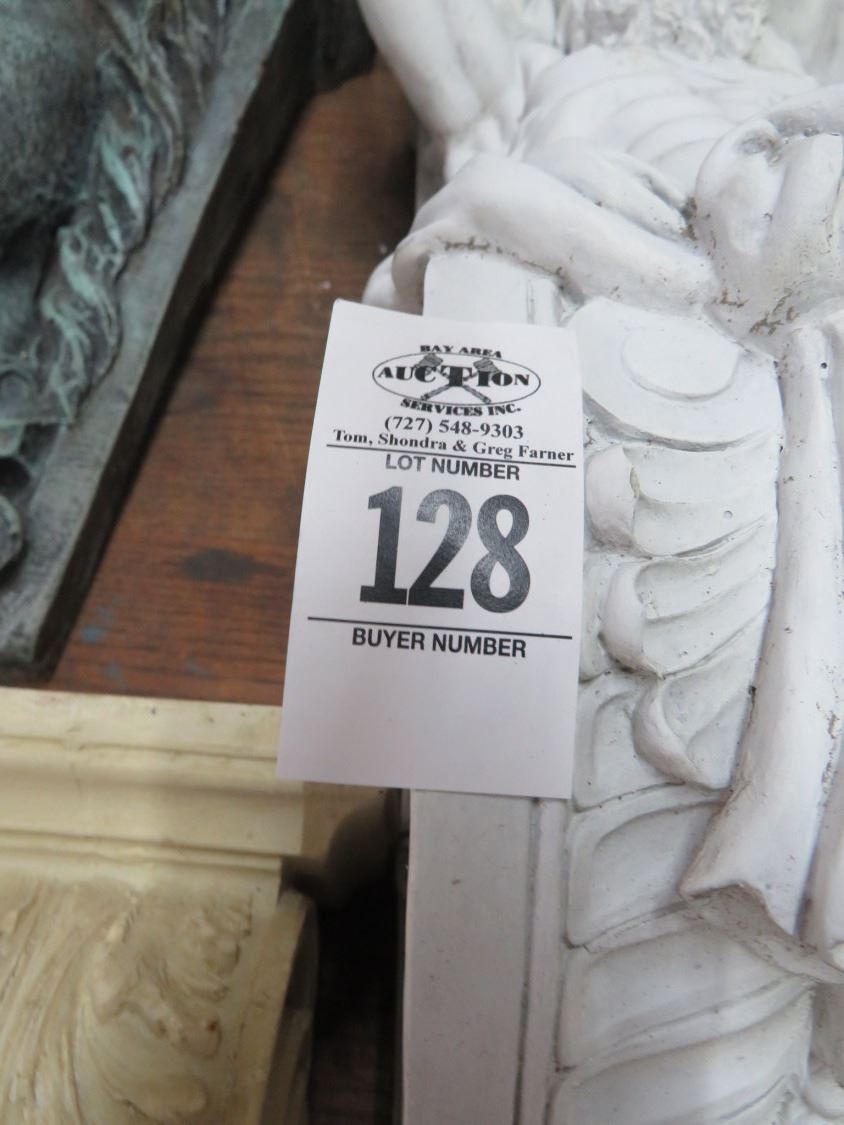 BAY AREA
AUCTION
SERVICES INC.
(727) 548-9303
Tom, Shondra & Greg Farner
LOT NUMBER
128
BUYER NUMBER